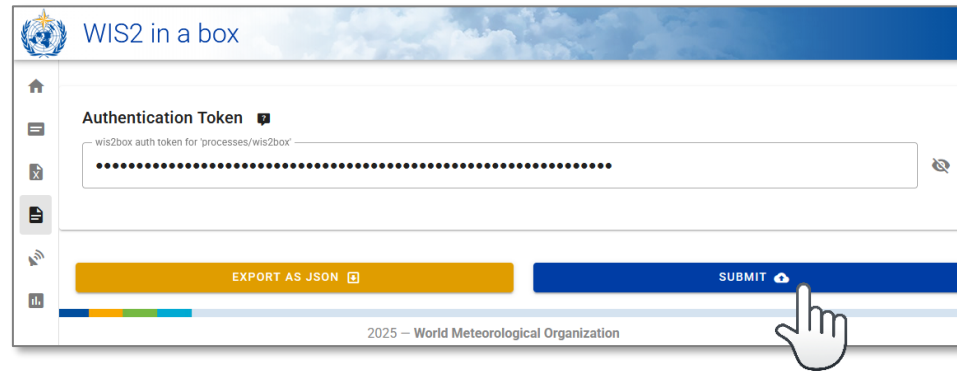 WIS2 in a box
Authentication Token
wis2box auth token for 'processes/wis2box'
••••••••••••••••••••••••••••••••••••••••••••••••••••••••••••••••
EXPORT AS JSON
SUBMIT
2025 — World Meteorological Organization